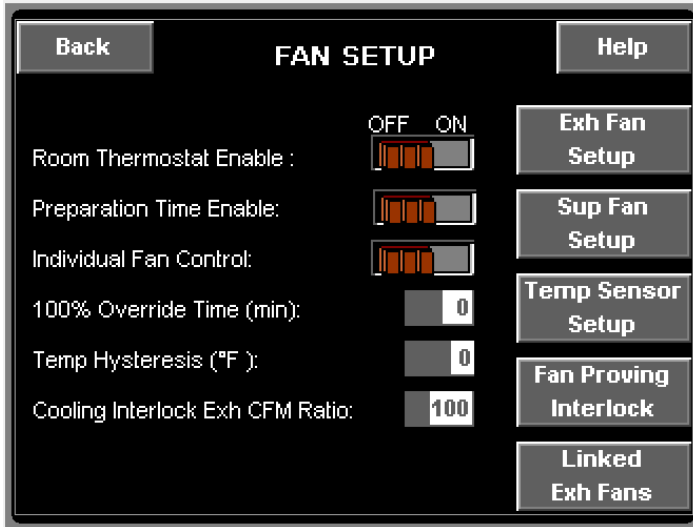 Back
FAN SETUP
Help
OFF ON
Room Thermostat Enable :
Preparation Time Enable:
Individual Fan Control:
100% Override Time (min): 0
Temp Hysteresis (°F ): 0
Cooling Interlock Exh CFM Ratio: 100
Exh Fan
Setup
Sup Fan
Setup
Temp Sensor
Setup
Fan Proving
Interlock
Linked
Exh Fans